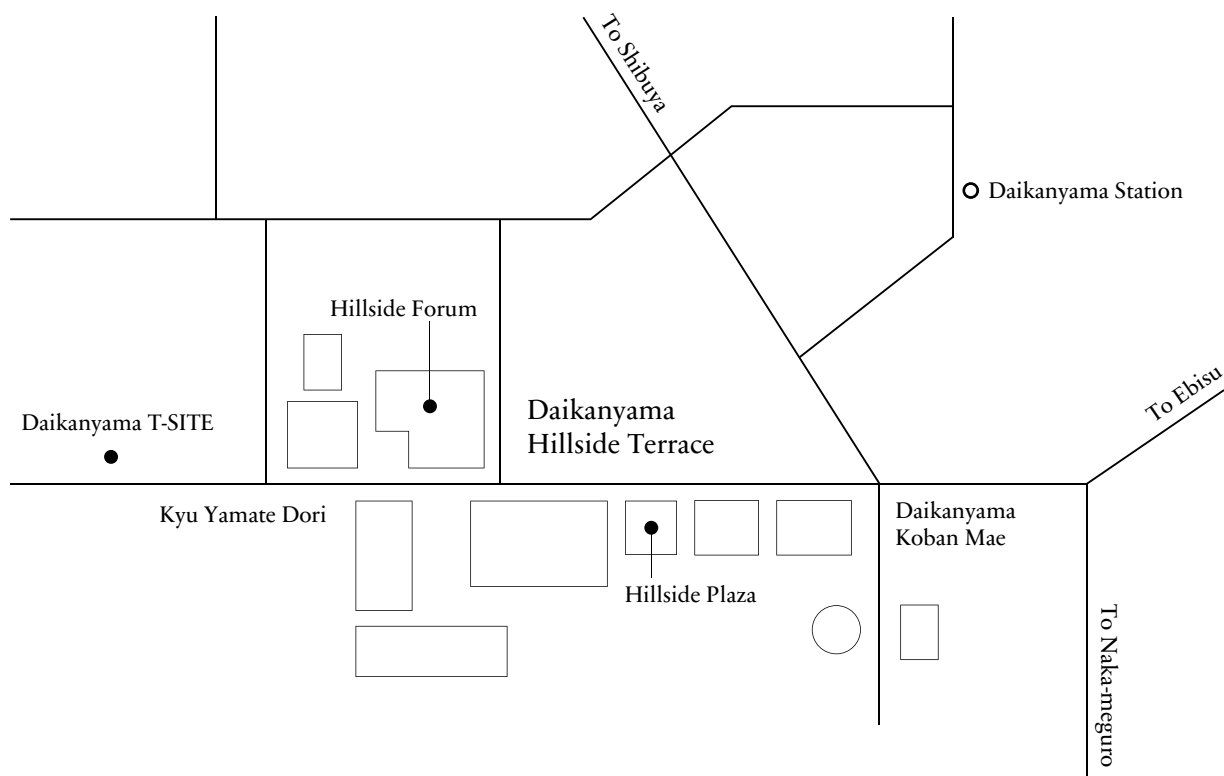 To Shibuya
Daikanyama Station
Hillside Forum
Daikanyama T-SITE
Daikanyama
Hillside Terrace
To Ebisu
Kyu Yamate Dori
Daikanyama
Koban Mae
Hillside Plaza
To Naka-meguro